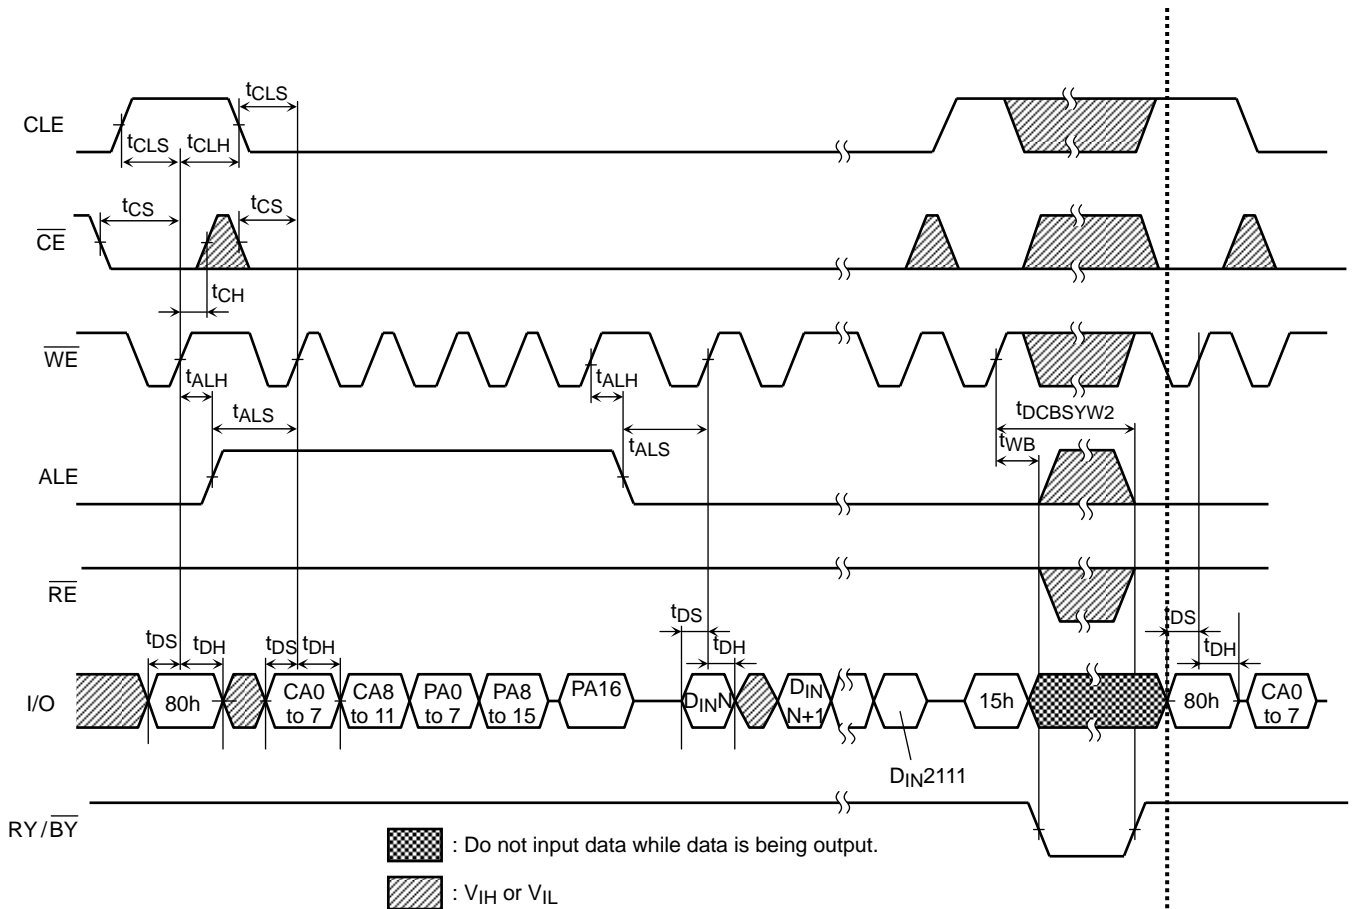 CLE
tCLS
tCLS
tCLH
CE
tCS
tCS
tCH
WE
tALH
tALS
tALH
tALS
tDCBSYW2
tWB
ALE
RE
tDS
tDH
tDS
tDH
tDS
tDH
tDS
tDH
I/O
80h
CA0
to 7
CA8
to 11
PA0
to 7
PA8
to 15
PA16
DINN
DIN
N+1
DIN2111
15h
80h
CA0
to 7
RY/BY
: Do not input data while data is being output.
: VIH or VIL